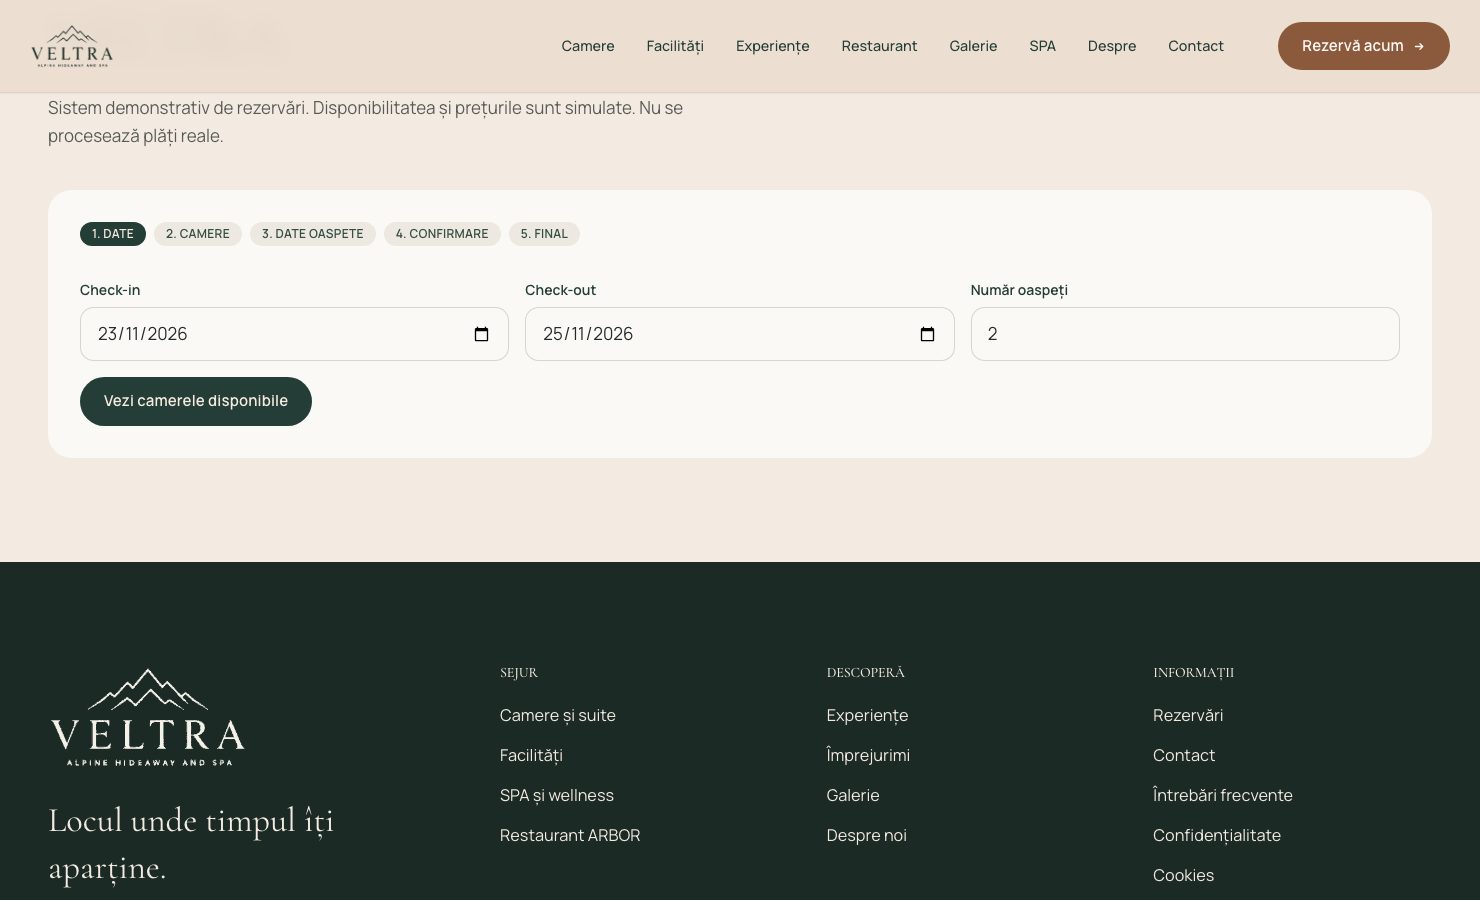 VELTRA
ALPINE HIDEAWAY AND SPA
Camere
Facilități
Experiențe
Restaurant
Galerie
SPA
Despre
Contact
Rezervă acum →
Sistem demonstrativ de rezervări. Disponibilitatea și prețurile sunt simulate. Nu se
procesează plăți reale.
1. DATE
2. CAMERE
3. DATE OASPETE
4. CONFIRMARE
5. FINAL
Check-in
Check-out
Număr oaspeți
23/11/2026
25/11/2026
2
Vezi camerele disponibile
VELTRA
ALPINE HIDEAWAY AND SPA
Locul unde timpul îți
aparține.
SEJUR
Camere și suite
Facilități
SPA și wellness
Restaurant ARBOR
DESCOPERĂ
Experiențe
Împrejurimi
Galerie
Despre noi
INFORMAȚII
Rezervări
Contact
Întrebări frecvente
Confidențialitate
Cookies